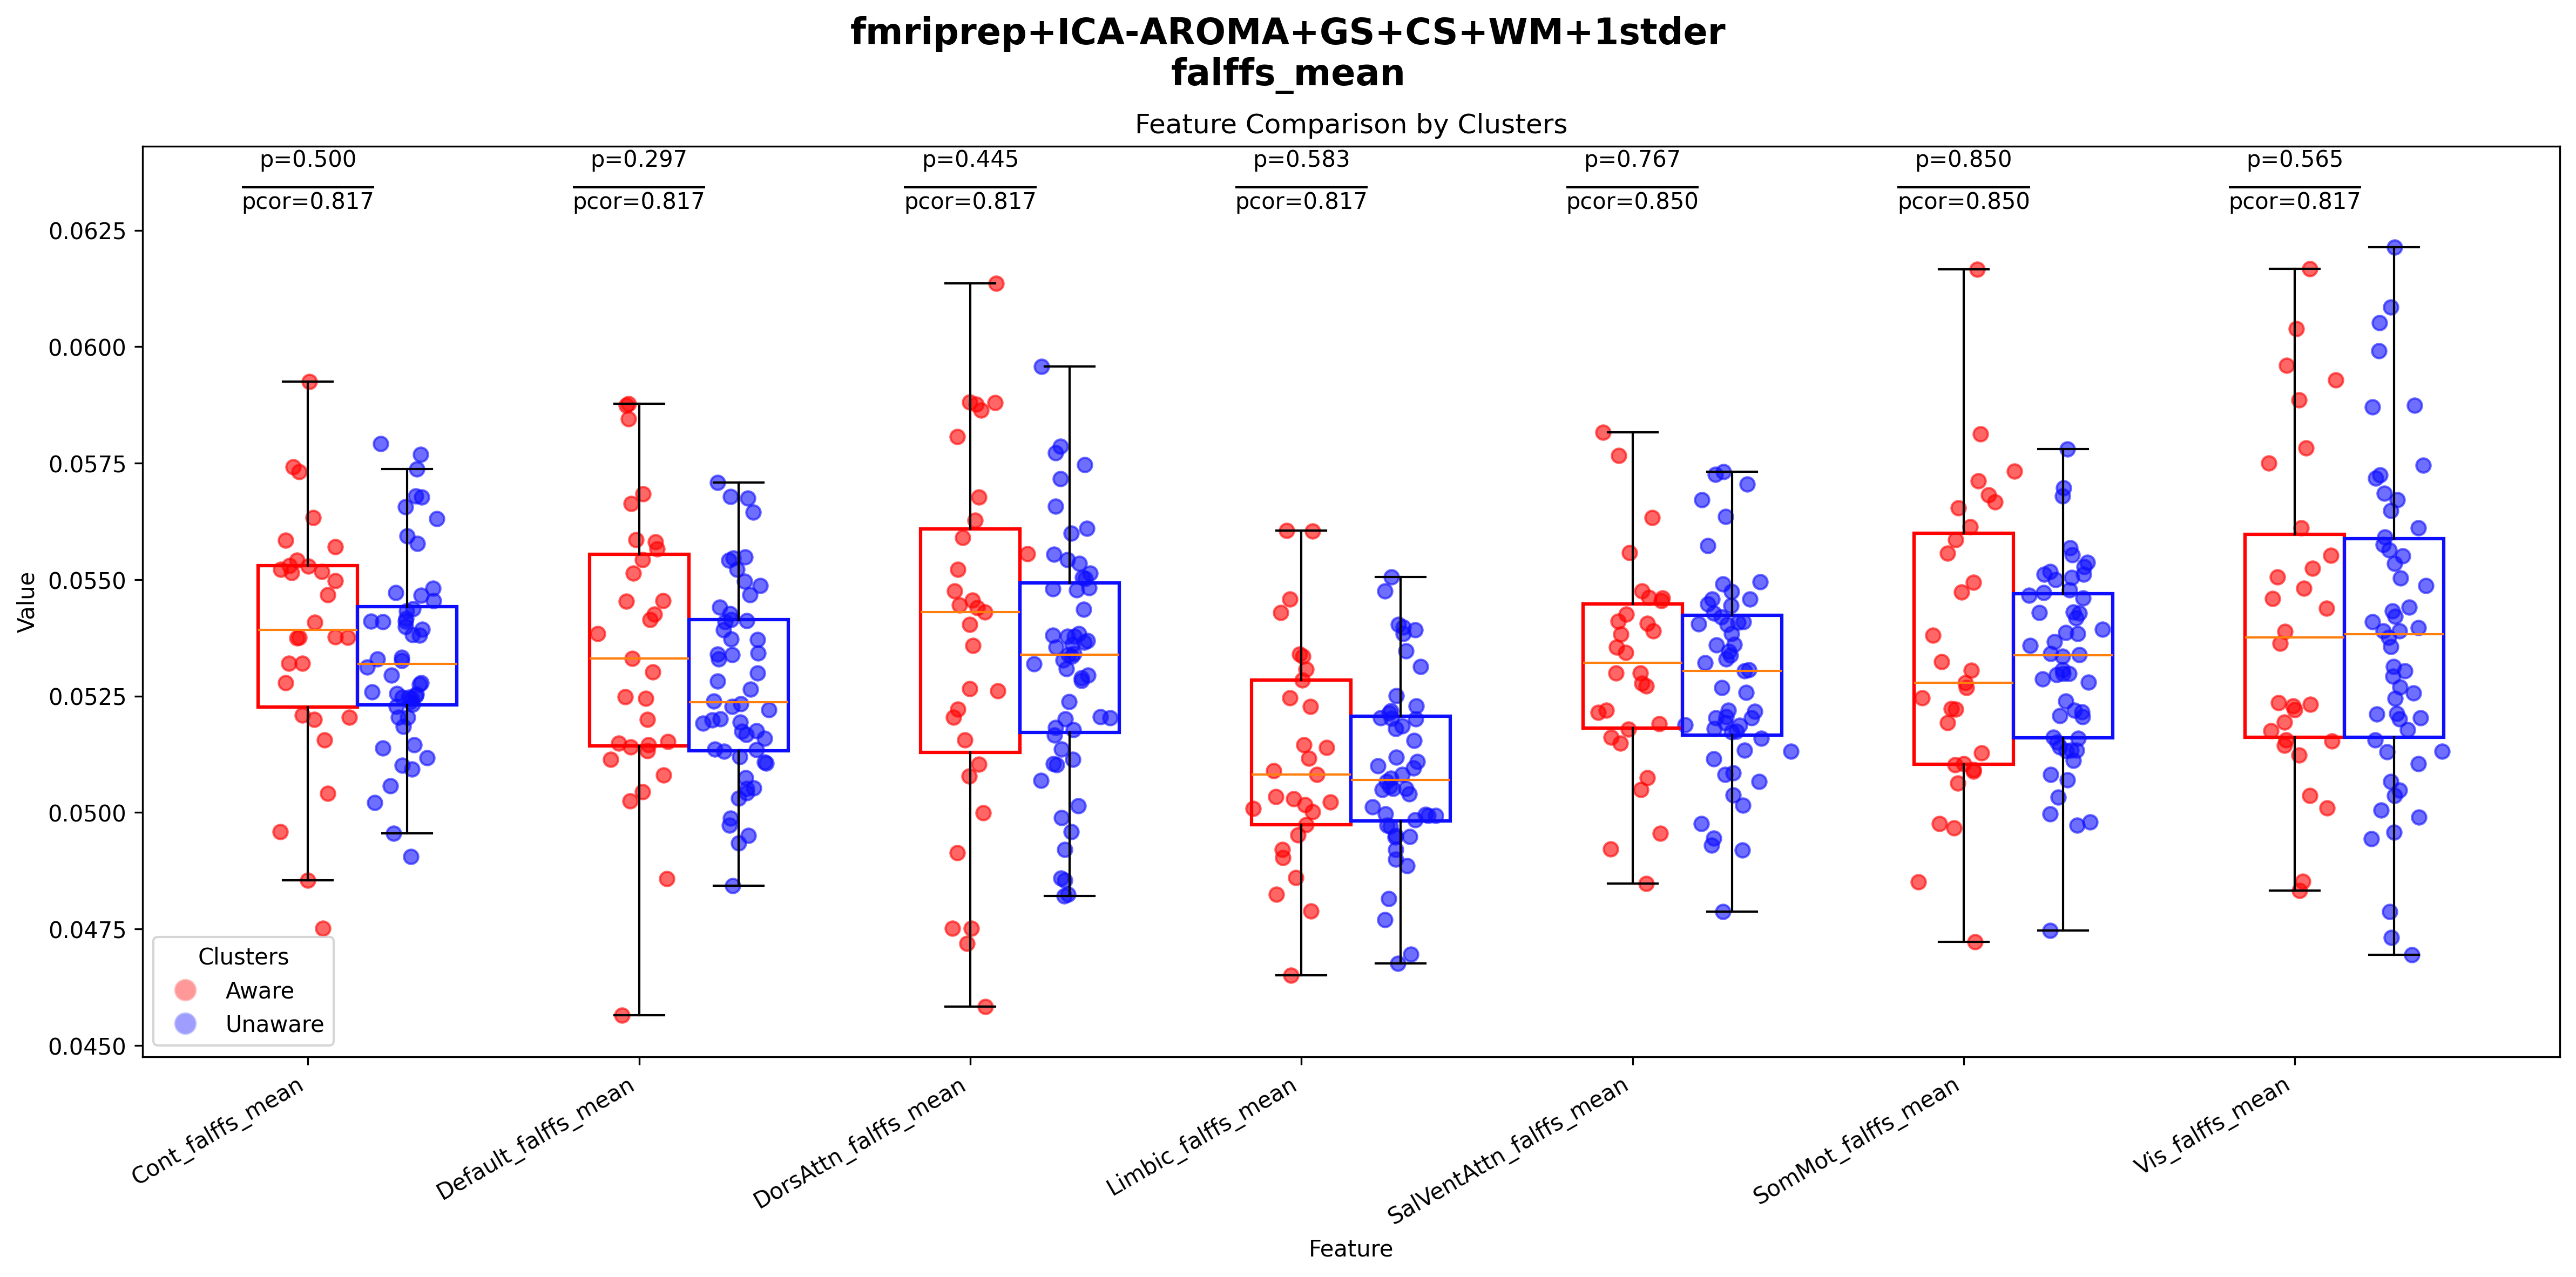 fmriprep+ICA-AROMA+GS+CS+WM+1stder
falffs_mean
Feature Comparison by Clusters
p=0.500 p=0.297 p=0.445 p=0.583 p=0.767 p=0.850 p=0.565
pcor=0.817 pcor=0.817 pcor=0.817 pcor=0.817 pcor=0.850 pcor=0.850 pcor=0.817
0.0625
0.0600
0.0575
0.0550
0.0525
0.0500
0.0475
0.0450
Value
Clusters
Aware
Unaware
Cont_falffs_mean
Default_falffs_mean
DorsAttn_falffs_mean
Limbic_falffs_mean
SalVentAttn_falffs_mean
SomMot_falffs_mean
Vis_falffs_mean
Feature